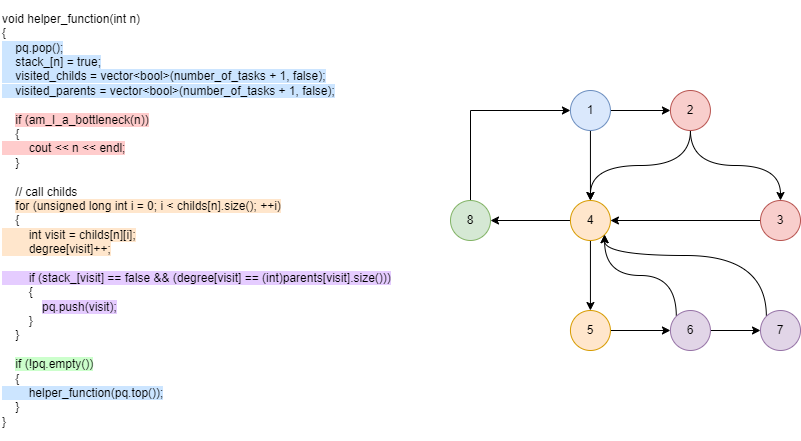 void helper_function(int n)
{
pq.pop();
stack_[n] = true;
visited_childs = vector<bool>(number_of_tasks + 1, false);
visited_parents = vector<bool>(number_of_tasks + 1, false);
if (am_I_a_bottleneck(n))
{
cout << n << endl;
}
// call childs
for (unsigned long int i = 0; i < childs[n].size(); ++i)
{
int visit = childs[n][i];
degree[visit]++;
if (stack_[visit] == false && (degree[visit] == (int)parents[visit].size()))
{
pq.push(visit);
}
}
if (!pq.empty())
{
helper_function(pq.top());
}
}
1
2
8
4
3
5
6
7